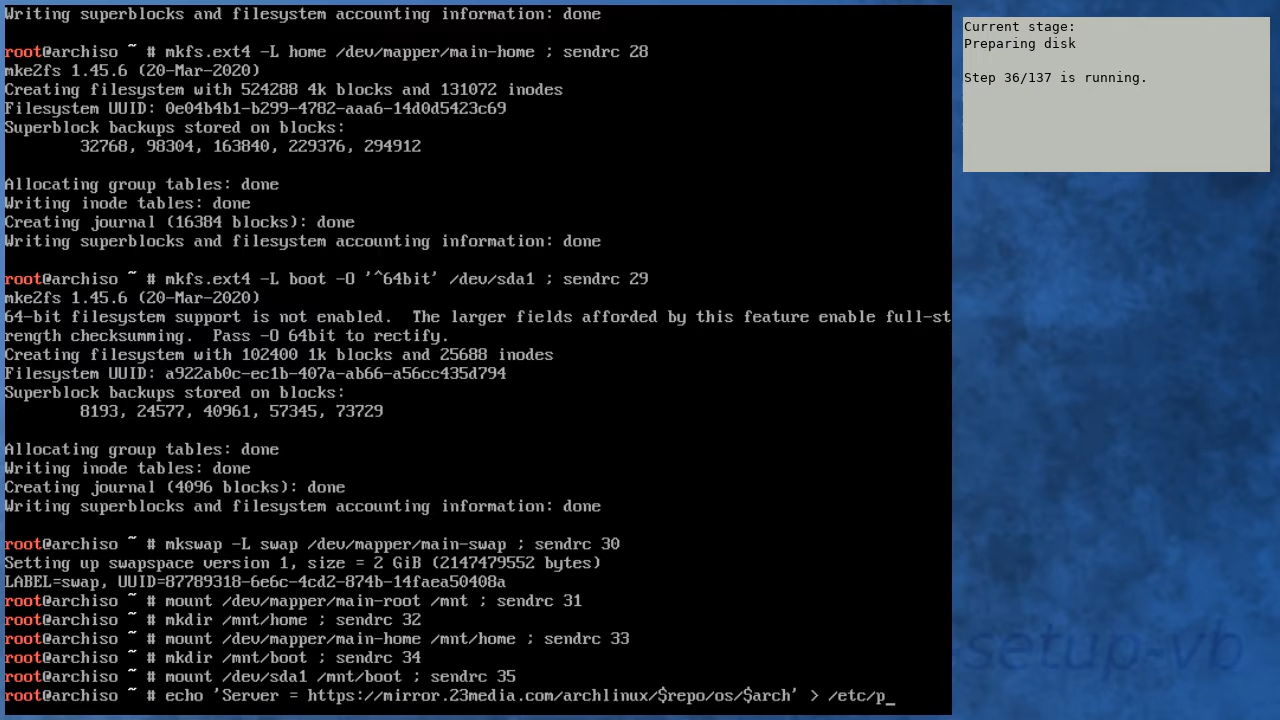 Writing superblocks and filesystem accounting information: done
root@archiso ~ # mkfs.ext4 -L home /dev/mapper/main-home ; sendrc 28
mke2fs 1.45.6 (20-Mar-2020)
Creating filesystem with 524288 4k blocks and 131072 inodes
Filesystem UUID: 0e04b4b1-b299-4782-aaa6-14d0d5423c69
Superblock backups stored on blocks:
32768, 98304, 163840, 229376, 294912
Allocating group tables: done
Writing inode tables: done
Creating journal (16384 blocks): done
Writing superblocks and filesystem accounting information: done
root@archiso ~ # mkfs.ext4 -L boot -O '^64bit' /dev/sda1 ; sendrc 29
mke2fs 1.45.6 (20-Mar-2020)
64-bit filesystem support is not enabled.  The larger fields afforded by this feature enable full-st
rength checksumming.  Pass -O 64bit to rectify.
Creating filesystem with 102400 1k blocks and 25688 inodes
Filesystem UUID: a922ab0c-ec1b-407a-ab66-a56cc435d794
Superblock backups stored on blocks:
8193, 24577, 40961, 57345, 73729
Allocating group tables: done
Writing inode tables: done
Creating journal (4096 blocks): done
Writing superblocks and filesystem accounting information: done
root@archiso ~ # mkswap -L swap /dev/mapper/main-swap ; sendrc 30
Setting up swapspace version 1, size = 2 GiB (2147479552 bytes)
LABEL=swap, UUID=87789318-6e6c-4cd2-874b-14faea50408a
root@archiso ~ # mount /dev/mapper/main-root /mnt ; sendrc 31
root@archiso ~ # mkdir /mnt/home ; sendrc 32
root@archiso ~ # mount /dev/mapper/main-home /mnt/home ; sendrc 33
root@archiso ~ # mkdir /mnt/boot ; sendrc 34
root@archiso ~ # mount /dev/sda1 /mnt/boot ; sendrc 35
root@archiso ~ # echo 'Server = https://mirror.23media.com/archlinux/$repo/os/$arch' > /etc/p_
Current stage:
Preparing disk
Step 36/137 is running.
setup-vb